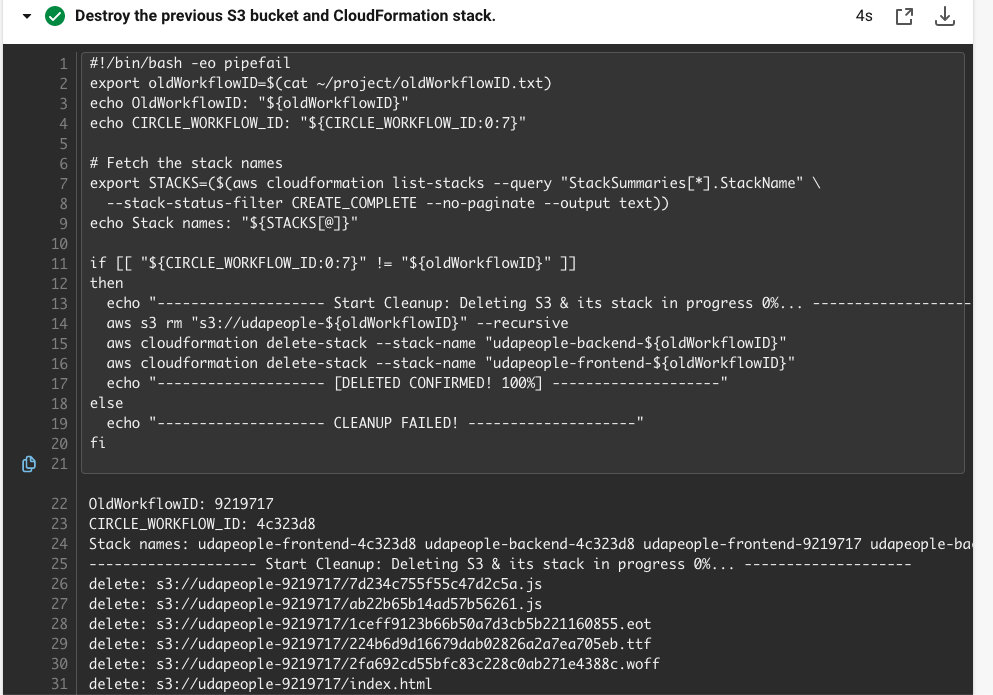 Destroy the previous S3 bucket and CloudFormation stack. 4s
1 #!/bin/bash -eo pipefail
2 export oldWorkflowID=$(cat ~/project/oldWorkflowID.txt)
3 echo OldWorkflowID: "${oldWorkflowID}"
4 echo CIRCLE_WORKFLOW_ID: "${CIRCLE_WORKFLOW_ID:0:7}"
5
6 # Fetch the stack names
7 export STACKS=($(aws cloudformation list-stacks --query "StackSummaries[*].StackName" \
8   --stack-status-filter CREATE_COMPLETE --no-paginate --output text))
9 echo Stack names: "${STACKS[@]}"
10
11 if [[ "${CIRCLE_WORKFLOW_ID:0:7}" != "${oldWorkflowID}" ]]
12 then
13   echo "-------------------- Start Cleanup: Deleting S3 & its stack in progress 0%... -------------------
14   aws s3 rm "s3://udapeople-${oldWorkflowID}" --recursive
15   aws cloudformation delete-stack --stack-name "udapeople-backend-${oldWorkflowID}"
16   aws cloudformation delete-stack --stack-name "udapeople-frontend-${oldWorkflowID}"
17   echo "-------------------- [DELETED CONFIRMED! 100%] --------------------"
18 else
19   echo "-------------------- CLEANUP FAILED! --------------------"
20 fi
21
22 OldWorkflowID: 9219717
23 CIRCLE_WORKFLOW_ID: 4c323d8
24 Stack names: udapeople-frontend-4c323d8 udapeople-backend-4c323d8 udapeople-frontend-9219717 udapeople-ba
25 -------------------- Start Cleanup: Deleting S3 & its stack in progress 0%... --------------------
26 delete: s3://udapeople-9219717/7d234c755f55c47d2c5a.js
27 delete: s3://udapeople-9219717/ab22b65b14ad57b56261.js
28 delete: s3://udapeople-9219717/1ceff9123b66b50a7d3cb5b221160855.eot
29 delete: s3://udapeople-9219717/224b6d9d16679dab02826a2a7ea705eb.ttf
30 delete: s3://udapeople-9219717/2fa692cd55bfc83c228c0ab271e4388c.woff
31 delete: s3://udapeople-9219717/index.html